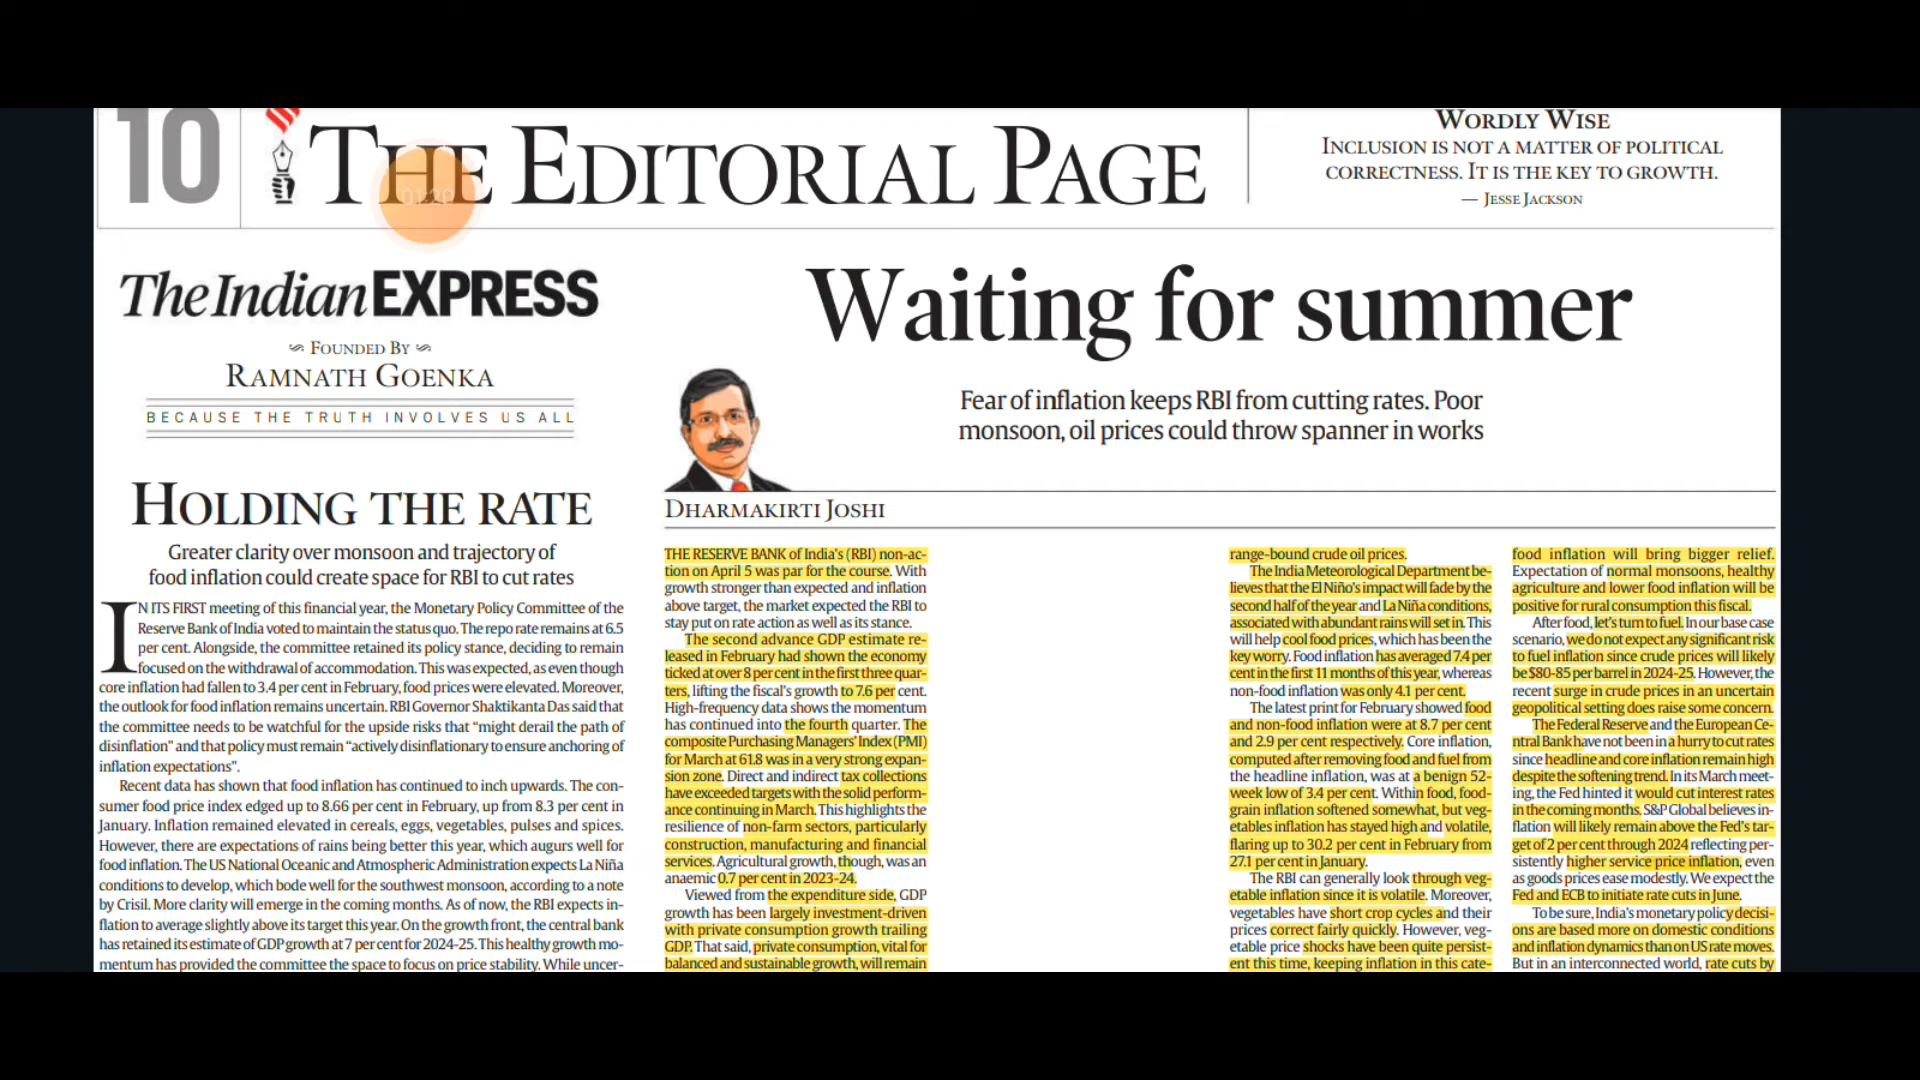 10
THE EDITORIAL PAGE
01:20
WORDLY WISE
INCLUSION IS NOT A MATTER OF POLITICAL
CORRECTNESS. IT IS THE KEY TO GROWTH.
— JESSE JACKSON
The Indian EXPRESS
FOUNDED BY
RAMNATH GOENKA
BECAUSE THE TRUTH INVOLVES US ALL
HOLDING THE RATE
Greater clarity over monsoon and trajectory of
food inflation could create space for RBI to cut rates
IN ITS FIRST meeting of this financial year, the Monetary Policy Committee of the
Reserve Bank of India voted to maintain the status quo. The repo rate remains at 6.5
per cent. Alongside, the committee retained its policy stance, deciding to remain
focused on the withdrawal of accommodation. This was expected, as even though
core inflation had fallen to 3.4 per cent in February, food prices were elevated. Moreover,
the outlook for food inflation remains uncertain. RBI Governor Shaktikanta Das said that
the committee needs to be watchful for the upside risks that “might derail the path of
disinflation” and that policy must remain “actively disinflationary to ensure anchoring of
inflation expectations”.
Recent data has shown that food inflation has continued to inch upwards. The con-
sumer food price index edged up to 8.66 per cent in February, up from 8.3 per cent in
January. Inflation remained elevated in cereals, eggs, vegetables, pulses and spices.
However, there are expectations of rains being better this year, which augurs well for
food inflation. The US National Oceanic and Atmospheric Administration expects La Niña
conditions to develop, which bode well for the southwest monsoon, according to a note
by Crisil. More clarity will emerge in the coming months. As of now, the RBI expects in-
flation to average slightly above its target this year. On the growth front, the central bank
has retained its estimate of GDP growth at 7 per cent for 2024-25. This healthy growth mo-
mentum has provided the committee the space to focus on price stability. While uncer-
Waiting for summer
Fear of inflation keeps RBI from cutting rates. Poor
monsoon, oil prices could throw spanner in works
DHARMAKIRTI JOSHI
THE RESERVE BANK of India's (RBI) non-ac-
tion on April 5 was par for the course. With
growth stronger than expected and inflation
above target, the market expected the RBI to
stay put on rate action as well as its stance.
The second advance GDP estimate re-
leased in February had shown the economy
ticked at over 8 per cent in the first three quar-
ters, lifting the fiscal's growth to 7.6 per cent.
High-frequency data shows the momentum
has continued into the fourth quarter. The
composite Purchasing Managers' Index (PMI)
for March at 61.8 was in a very strong expan-
sion zone. Direct and indirect tax collections
have exceeded targets with the solid perform-
ance continuing in March. This highlights the
resilience of non-farm sectors, particularly
construction, manufacturing and financial
services. Agricultural growth, though, was an
anaemic 0.7 per cent in 2023-24.
Viewed from the expenditure side, GDP
growth has been largely investment-driven
with private consumption growth trailing
GDP. That said, private consumption, vital for
balanced and sustainable growth, will remain
range-bound crude oil prices.
The India Meteorological Department be-
lieves that the El Niño's impact will fade by the
second half of the year and La Niña conditions,
associated with abundant rains will set in. This
will help cool food prices, which has been the
key worry. Food inflation has averaged 7.4 per
cent in the first 11 months of this year, whereas
non-food inflation was only 4.1 per cent.
The latest print for February showed food
and non-food inflation were at 8.7 per cent
and 2.9 per cent respectively. Core inflation,
computed after removing food and fuel from
the headline inflation, was at a benign 52-
week low of 3.4 per cent. Within food, food-
grain inflation softened somewhat, but veg-
etables inflation has stayed high and volatile,
flaring up to 30.2 per cent in February from
27.1 per cent in January.
The RBI can generally look through veg-
etable inflation since it is volatile. Moreover,
vegetables have short crop cycles and their
prices correct fairly quickly. However, veg-
etable price shocks have been quite persist-
ent this time, keeping inflation in this cate-
food inflation will bring bigger relief.
Expectation of normal monsoons, healthy
agriculture and lower food inflation will be
positive for rural consumption this fiscal.
After food, let's turn to fuel. In our base case
scenario, we do not expect any significant risk
to fuel inflation since crude prices will likely
be $80-85 per barrel in 2024-25. However, the
recent surge in crude prices in an uncertain
geopolitical setting does raise some concern.
The Federal Reserve and the European Ce-
ntral Bank have not been in a hurry to cut rates
since headline and core inflation remain high
despite the softening trend. In its March meet-
ing, the Fed hinted it would cut interest rates
in the coming months. S&P Global believes in-
flation will likely remain above the Fed's tar-
get of 2 per cent through 2024 reflecting per-
sistently higher service price inflation, even
as goods prices ease modestly. We expect the
Fed and ECB to initiate rate cuts in June.
To be sure, India's monetary policy decisi-
ons are based more on domestic conditions
and inflation dynamics than on US rate moves.
But in an interconnected world, rate cuts by